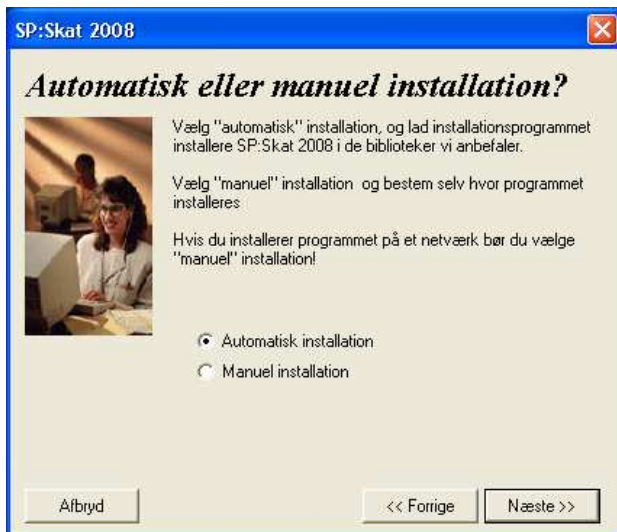 SP:Skat 2008
Automatisk eller manuel installation?
Vælg "automatisk" installation, og lad installationsprogrammet
installere SP:Skat 2008 i de biblioteker vi anbefaler.
Vælg "manuel" installation og bestem selv hvor programmet
installeres
Hvis du installerer programmet på et netværk bør du vælge
"manuel" installation!
Automatisk installation
Manuel installation
Afbryd
<< Forrige
Næste >>